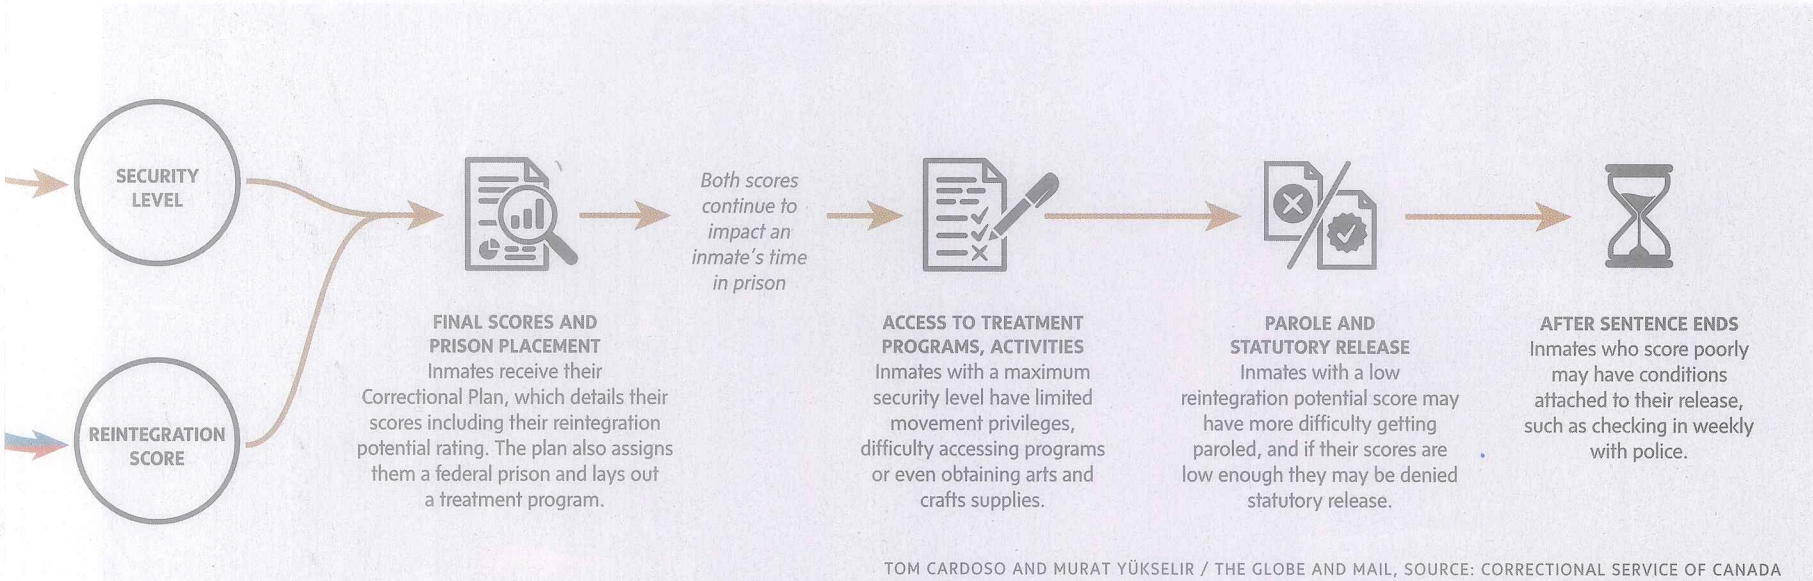 SECURITY
LEVEL
REINTEGRATION
SCORE
FINAL SCORES AND
PRISON PLACEMENT
Inmates receive their
Correctional Plan, which details their
scores including their reintegration
potential rating. The plan also assigns
them a federal prison and lays out
a treatment program.
Both scores
continue to
impact an
inmate's time
in prison
ACCESS TO TREATMENT
PROGRAMS, ACTIVITIES
Inmates with a maximum
security level have limited
movement privileges,
difficulty accessing programs
or even obtaining arts and
crafts supplies.
PAROLE AND
STATUTORY RELEASE
Inmates with a low
reintegration potential score may
have more difficulty getting
paroled, and if their scores are
low enough they may be denied
statutory release.
AFTER SENTENCE ENDS
Inmates who score poorly
may have conditions
attached to their release,
such as checking in weekly
with police.
TOM CARDOSO AND MURAT YÜKSELIR / THE GLOBE AND MAIL, SOURCE: CORRECTIONAL SERVICE OF CANADA